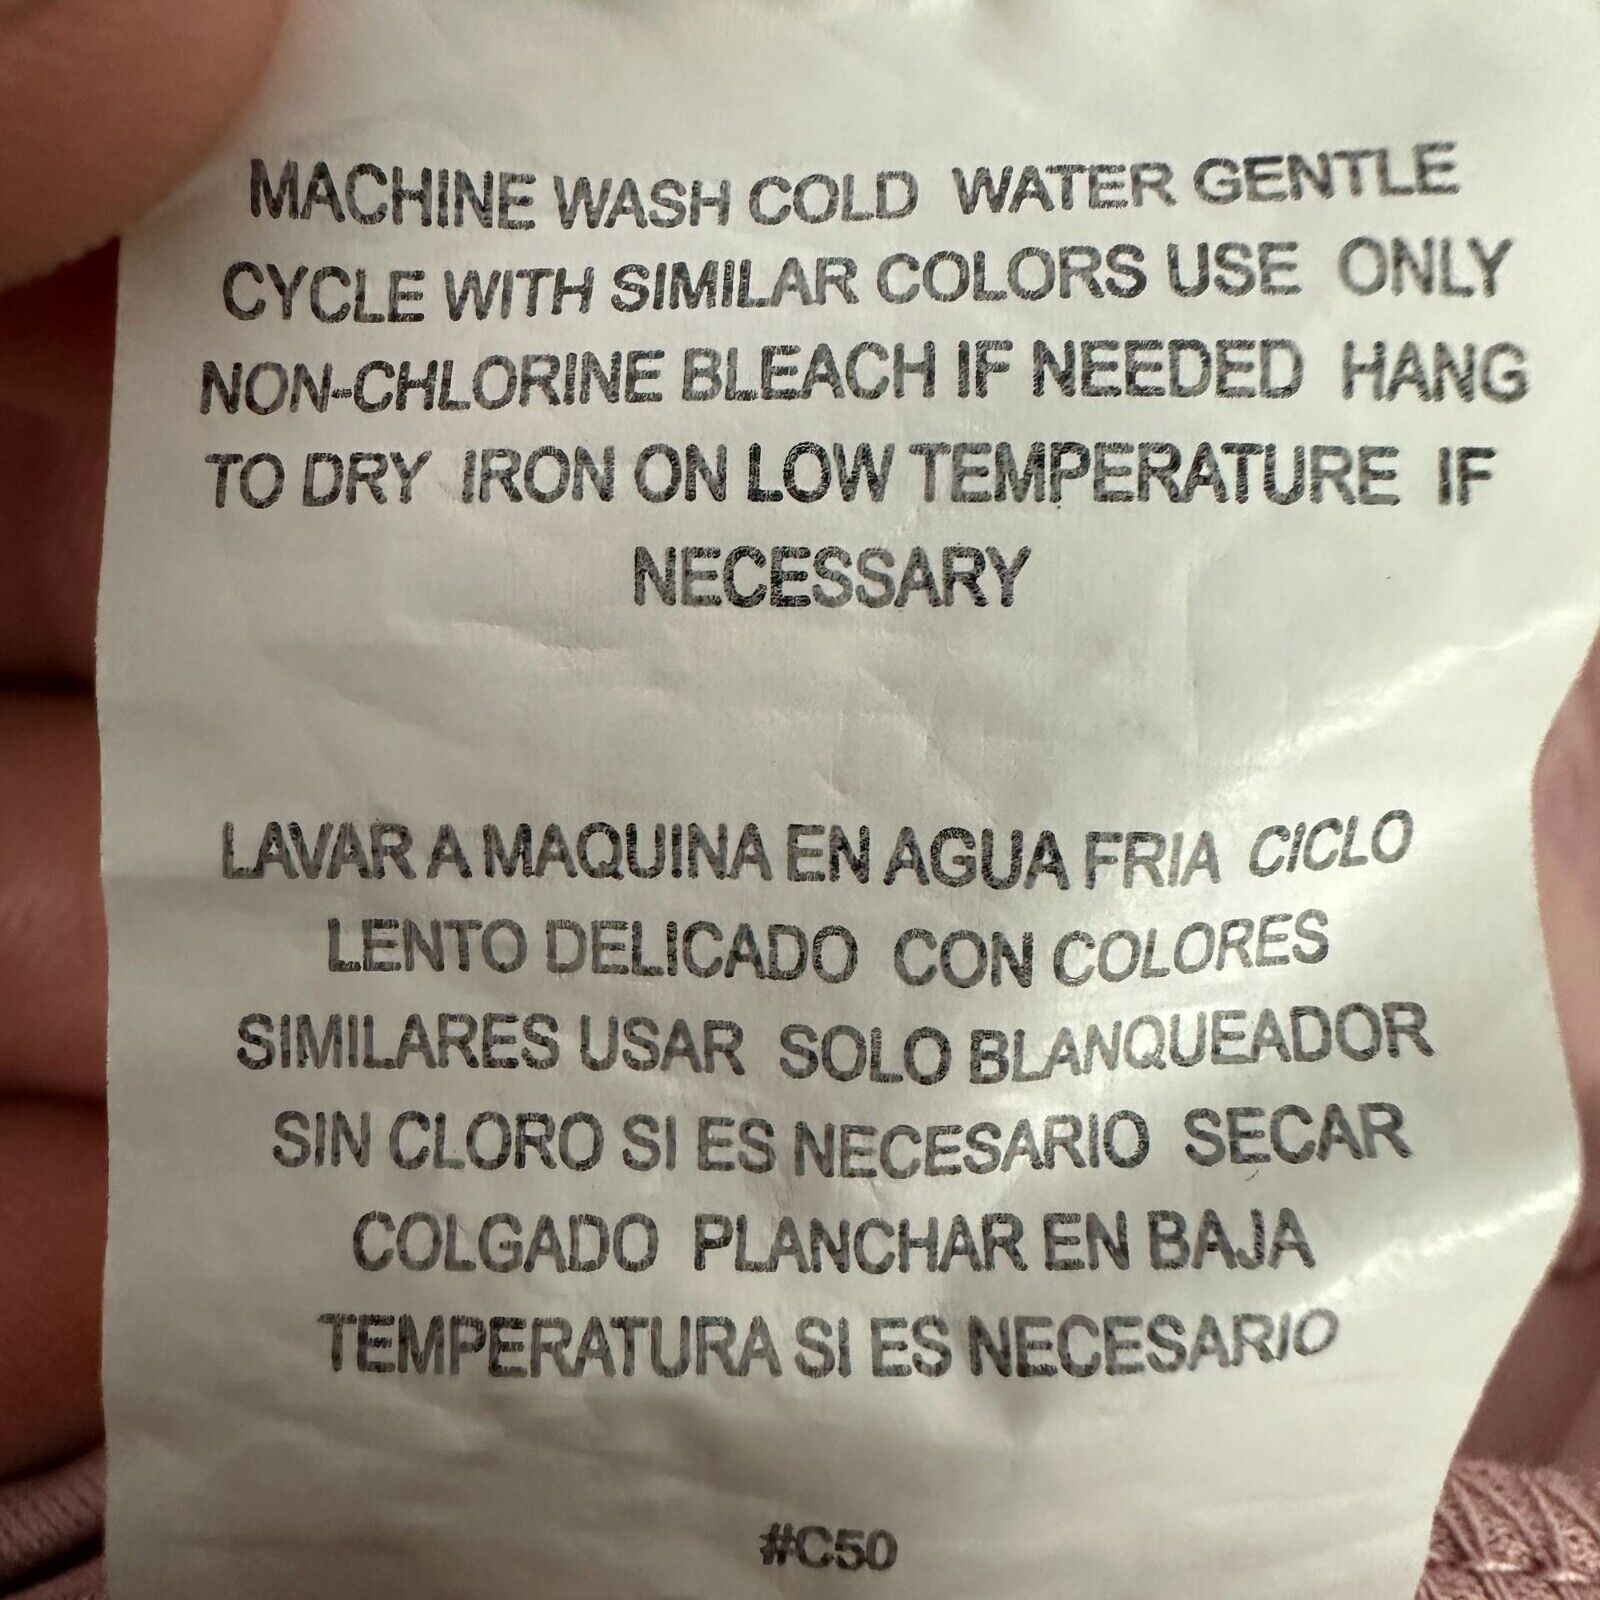 MACHINE WASH COLD WATER GENTLE
CYCLE WITH SIMILAR COLORS USE ONLY
NON-CHLORINE BLEACH IF NEEDED HANG
TO DRY IRON ON LOW TEMPERATURE IF
NECESSARY
LAVAR A MAQUINA EN AGUA FRIA CICLO
LENTO DELICADO CON COLORES
SIMILARES USAR SOLO BLANQUEADOR
SIN CLORO SI ES NECESARIO SECAR
COLGADO PLANCHAR EN BAJA
TEMPERATURA SI ES NECESARIO
#C50